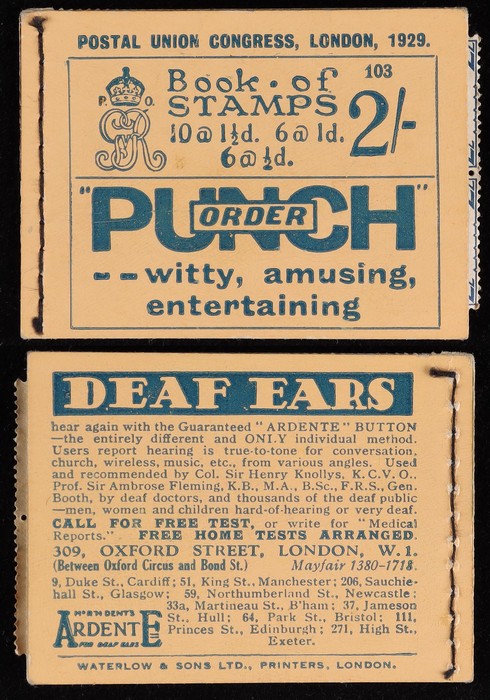 POSTAL UNION CONGRESS, LONDON, 1929.
103
Book · of
STAMPS
P. O.
GR
10 @ 1½d. 6 @ 1d.
6 @ ½d.
2/-
"PUNCH"
ORDER
--witty, amusing,
entertaining
DEAF EARS
hear again with the Guaranteed "ARDENTE" BUTTON
—the entirely different and ONLY individual method.
Users report hearing is true-to-tone for conversation,
church, wireless, music, etc., from various angles. Used
and recommended by Col. Sir Henry Knollys, K.C.V.O.,
Prof. Sir Ambrose Fleming, K.B., M.A., B.Sc., F.R.S., Gen.
Booth, by deaf doctors, and thousands of the deaf public
—men, women and children hard-of-hearing or very deaf.
CALL FOR FREE TEST, or write for "Medical
Reports." FREE HOME TESTS ARRANGED.
309, OXFORD STREET, LONDON, W.1.
(Between Oxford Circus and Bond St.) Mayfair 1380-1718.
9, Duke St., Cardiff; 51, King St., Manchester; 206, Sauchie-
hall St., Glasgow; 59, Northumberland St., Newcastle;
33a, Martineau St., B'ham; 37, Jameson
St., Hull; 64, Park St., Bristol; 111,
Princes St., Edinburgh; 271, High St.,
Exeter.
MR R H DENT'S
ARDENTE
FOR DEAF EARS
WATERLOW & SONS LTD., PRINTERS, LONDON.